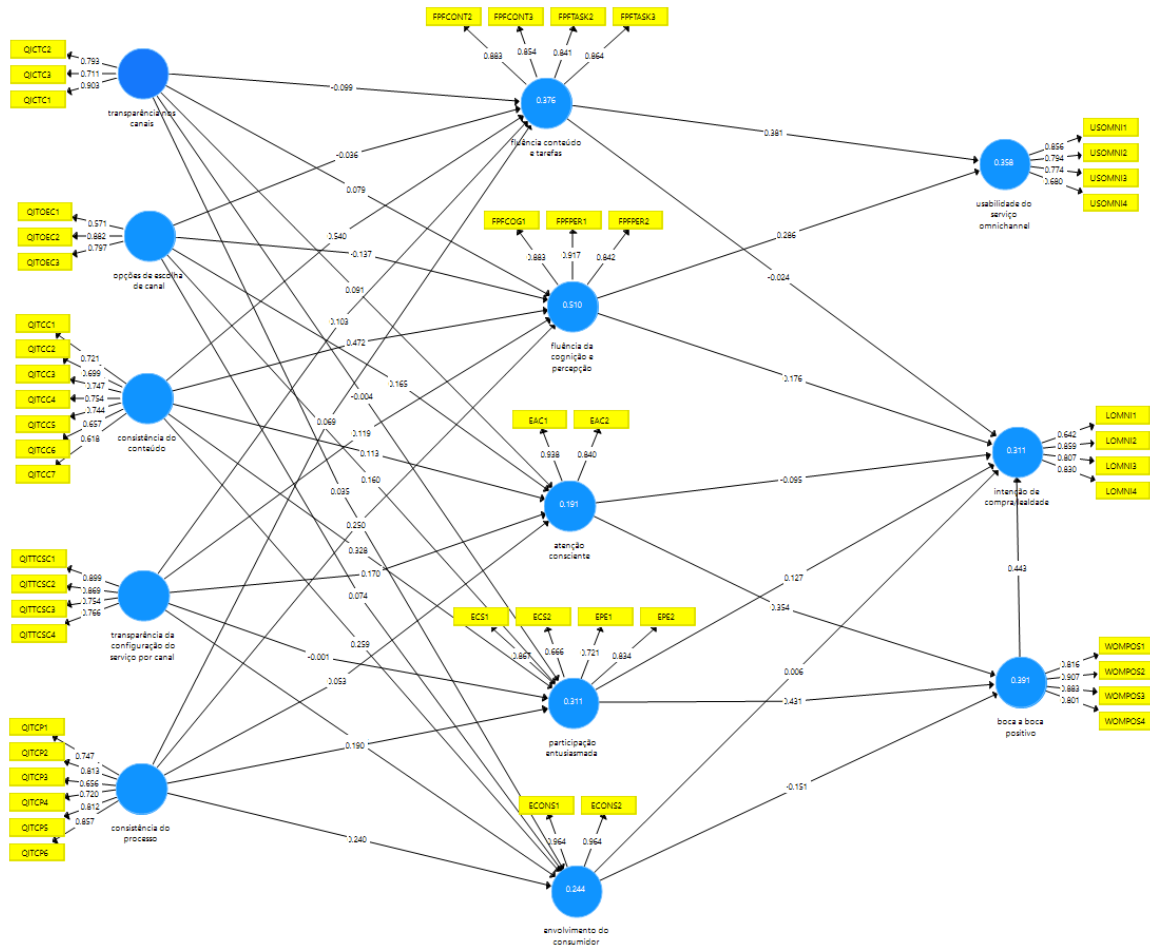 FPFCONT2
FPFCONT3
FPFTASK2
FPFTASK3
0.883
0.854
0.841
0.864
QICTC2
QICTC3
QICTC1
0.793
0.711
0.903
transparência nos
canais
-0.099
0.376
fluência conteúdo
e tarefas
0.381
USOMNI1
USOMNI2
USOMNI3
USOMNI4
0.856
0.794
0.774
0.680
0.358
usabilidade do
serviço
omnichannel
-0.036
0.079
QITOEC1
QITOEC2
QITOEC3
0.571
0.882
0.797
opções de escolha
de canal
0.540
-0.137
0.091
FPFCOG1
FPFPER1
FPFPER2
0.883
0.917
0.842
0.510
fluência da
cognição e
percepção
0.286
-0.024
QITCC1
QITCC2
QITCC3
QITCC4
QITCC5
QITCC6
QITCC7
0.721
0.699
0.747
0.754
0.744
0.657
0.618
consistência do
conteúdo
0.103
0.472
0.165
-0.004
0.176
EAC1
EAC2
0.938
0.840
0.191
atenção
consciente
0.069
0.119
0.113
0.160
0.035
-0.095
LOMNI1
LOMNI2
LOMNI3
LOMNI4
0.642
0.859
0.807
0.830
0.311
intenção de
compra/lealdade
QITTCSC1
QITTCSC2
QITTCSC3
QITTCSC4
0.899
0.869
0.754
0.766
transparência da
configuração do
serviço por canal
0.250
0.328
0.170
0.074
0.127
0.443
0.354
ECS1
ECS2
EPE1
EPE2
0.867
0.666
0.721
0.834
0.311
participação
entusiasmada
0.259
-0.001
0.053
0.006
0.431
WOMPOS1
WOMPOS2
WOMPOS3
WOMPOS4
0.816
0.907
0.883
0.801
0.391
boca a boca
positivo
QITCP1
QITCP2
QITCP3
QITCP4
QITCP5
QITCP6
0.747
0.813
0.656
0.720
0.812
0.857
consistência do
processo
0.190
0.240
-0.151
ECONS1
ECONS2
0.964
0.964
0.244
envolvimento do
consumidor